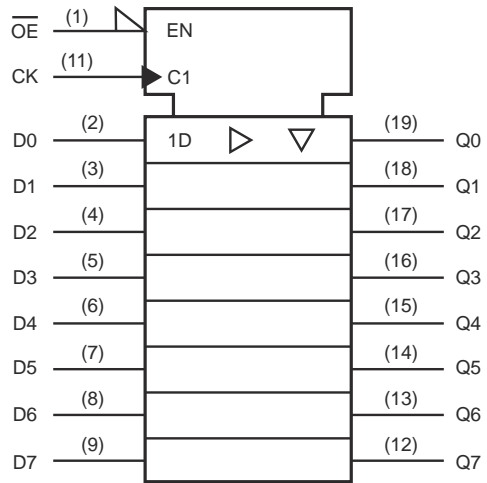 OE (1) EN
CK (11) C1
D0 (2) 1D (19) Q0
D1 (3) (18) Q1
D2 (4) (17) Q2
D3 (5) (16) Q3
D4 (6) (15) Q4
D5 (7) (14) Q5
D6 (8) (13) Q6
D7 (9) (12) Q7